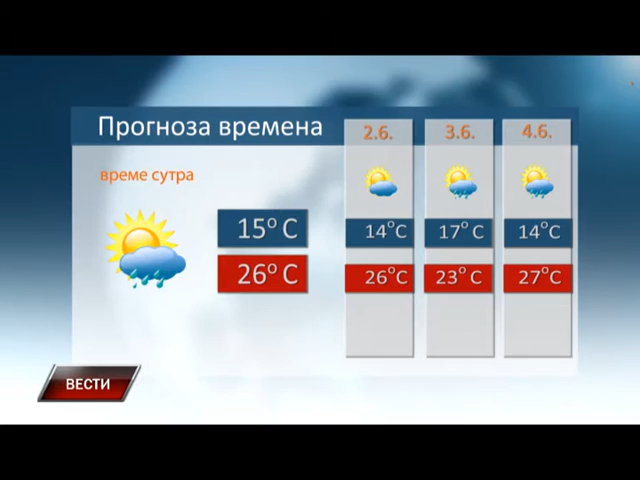 Прогноза времена
време сутра
15°C
26°C
2.6.
14°C
26°C
3.6.
17°C
23°C
4.6.
14°C
27°C
ВЕСТИ